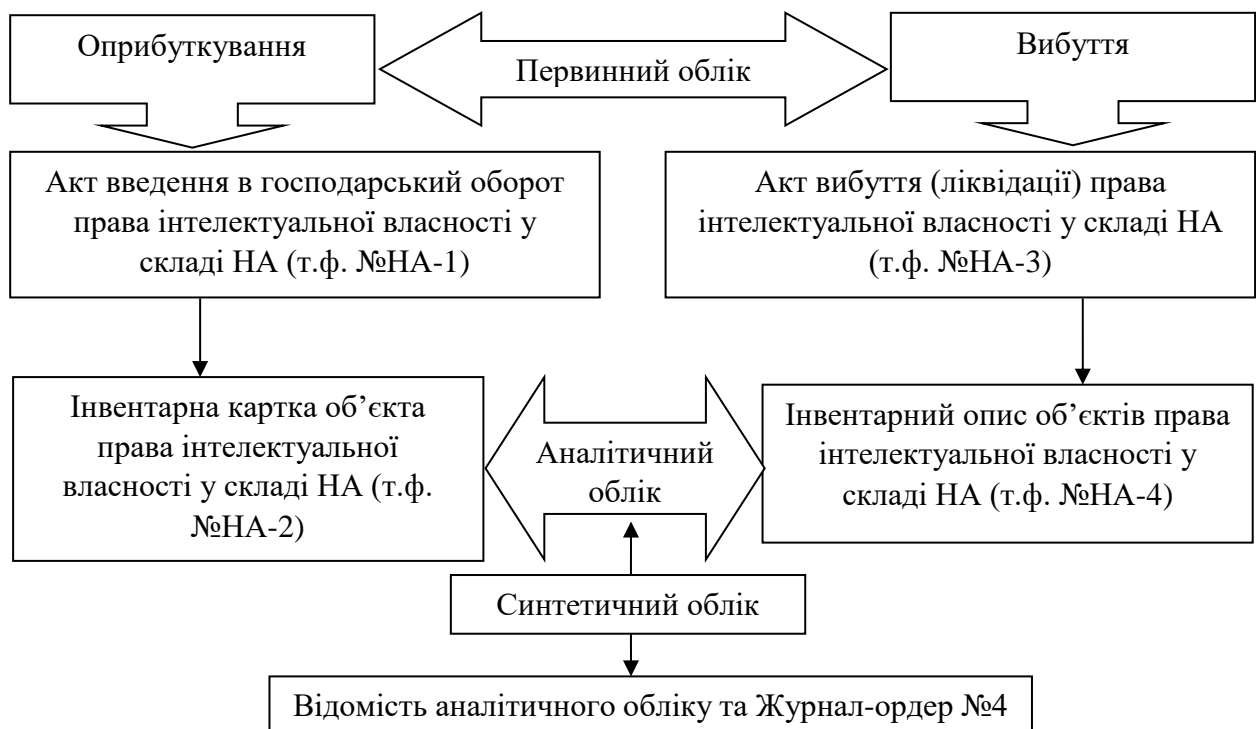 Оприбуткування
Первинний облік
Вибуття
Акт введення в господарський оборот
права інтелектуальної власності у
складі НА (т.ф. №НА-1)
Акт вибуття (ліквідації) права
інтелектуальної власності у складі НА
(т.ф. №НА-3)
Інвентарна картка об’єкта
права інтелектуальної
власності у складі НА (т.ф.
№НА-2)
Аналітичний
облік
Інвентарний опис об’єктів права
інтелектуальної власності у
складі НА (т.ф. №НА-4)
Синтетичний облік
Відомість аналітичного обліку та Журнал-ордер №4